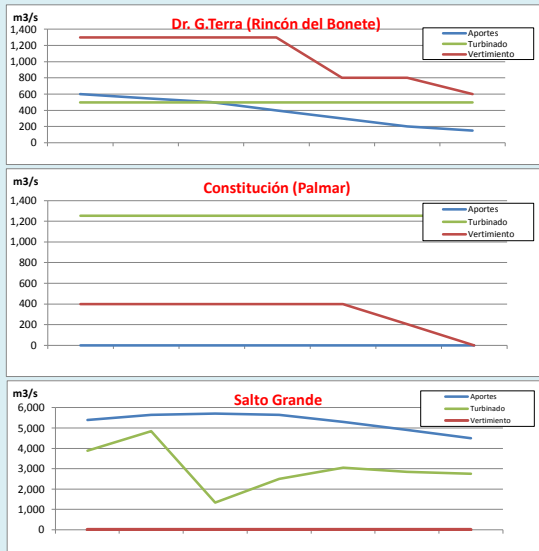 m3/s
Dr. G.Terra (Rincón del Bonete)
1,400
1,200
1,000
800
600
400
200
0
Aportes
Turbinado
Vertimiento
m3/s
Constitución (Palmar)
1,400
1,200
1,000
800
600
400
200
0
Aportes
Turbinado
Vertimiento
m3/s
Salto Grande
6,000
5,000
4,000
3,000
2,000
1,000
0
Aportes
Turbinado
Vertimiento